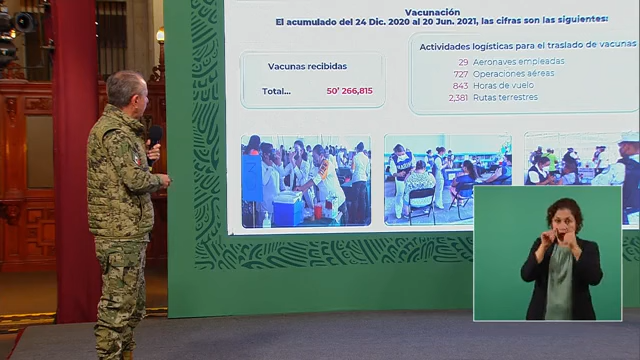 Vacunación
El acumulado del 24 Dic. 2020 al 20 Jun. 2021, las cifras son las siguientes:
Vacunas recibidas
Total... 50' 266,815
Actividades logísticas para el traslado de vacunas
29 Aeronaves empleadas
727 Operaciones aéreas
843 Horas de vuelo
2,381 Rutas terrestres